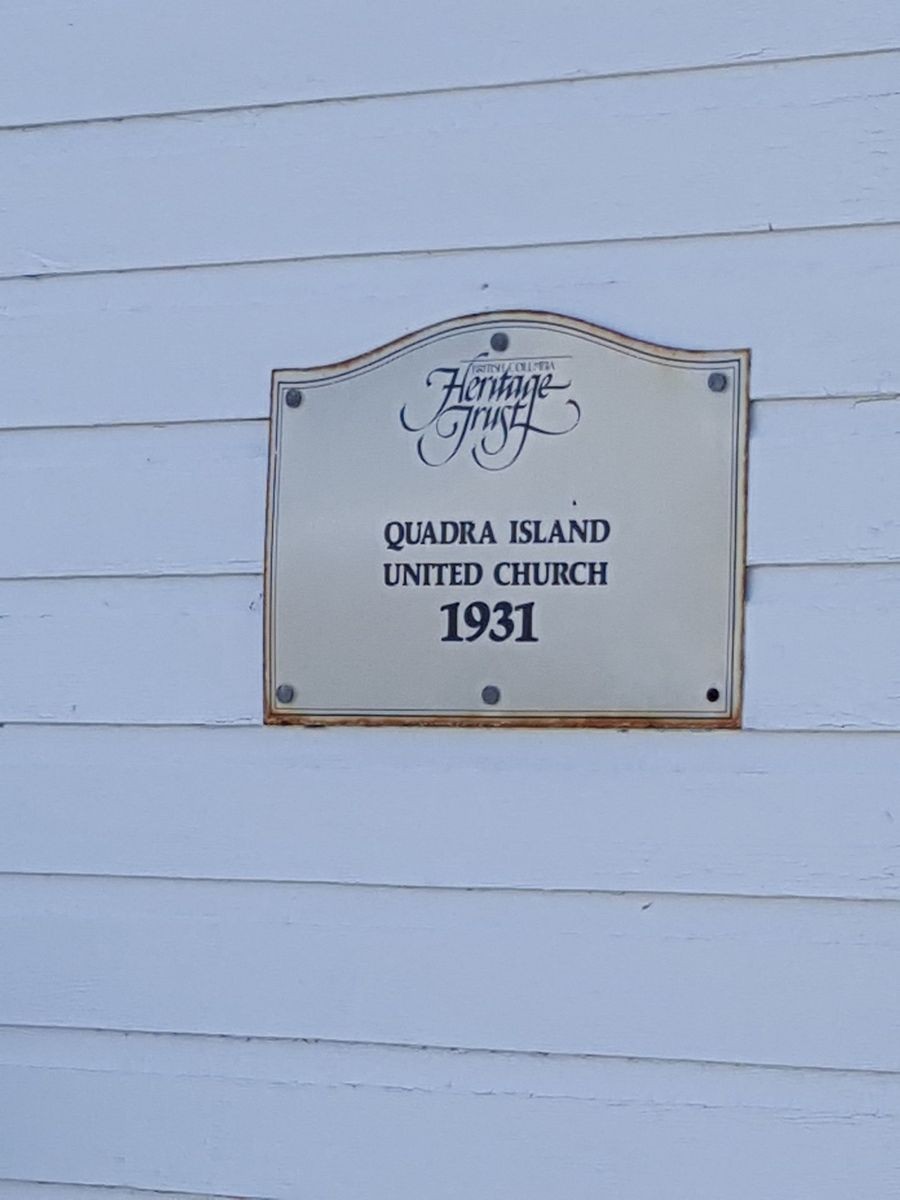 BRITISH COLUMBIA
Heritage
Trust
QUADRA ISLAND
UNITED CHURCH
1931